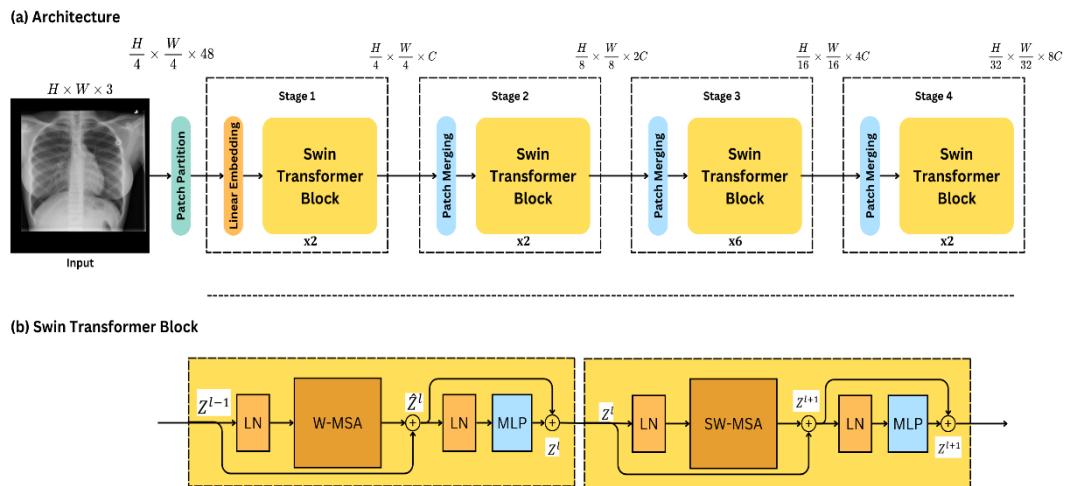 (a) Architecture
H/4 × W/4 × 48
H/4 × W/4 × C
H/8 × W/8 × 2C
H/16 × W/16 × 4C
H/32 × W/32 × 8C
H × W × 3
Input
Patch Partition
Stage 1
Linear Embedding
Swin
Transformer
Block
x2
Stage 2
Patch Merging
Swin
Transformer
Block
x2
Stage 3
Patch Merging
Swin
Transformer
Block
x6
Stage 4
Patch Merging
Swin
Transformer
Block
x2
(b) Swin Transformer Block
Z^{l-1}
LN
W-MSA
Ẑ^l
+
LN
MLP
+
Z^l
Z^l
LN
SW-MSA
Z^{l+1}
+
LN
MLP
+
Z^{l+1}